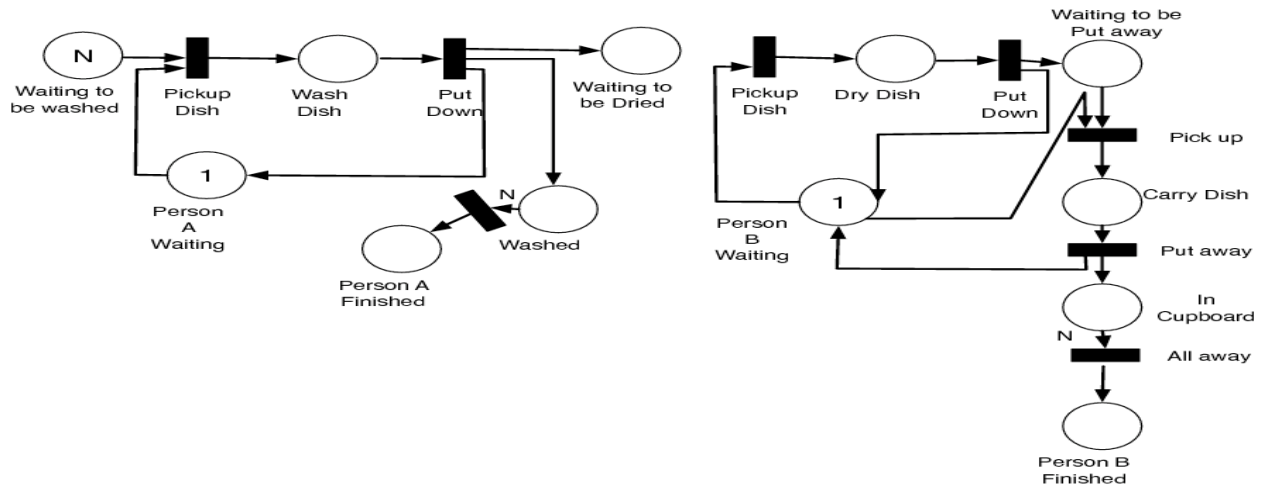 N
Waiting to
be washed
Pickup
Dish
Wash
Dish
Put
Down
Waiting to
be Dried
1
Person
A
Waiting
N
Washed
Person A
Finished
Waiting to be
Put away
Pickup
Dish
Dry Dish
Put
Down
Pick up
1
Person
B
Waiting
Carry Dish
Put away
In
Cupboard
N
All away
Person B
Finished